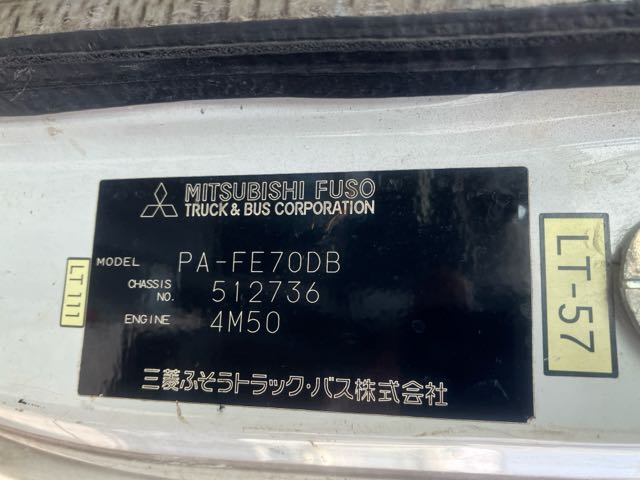 MITSUBISHI FUSO
TRUCK & BUS CORPORATION
MODEL PA-FE70DB
CHASSIS NO. 512736
ENGINE 4M50
三菱ふそうトラック・バス株式会社
LT 111
LT-57